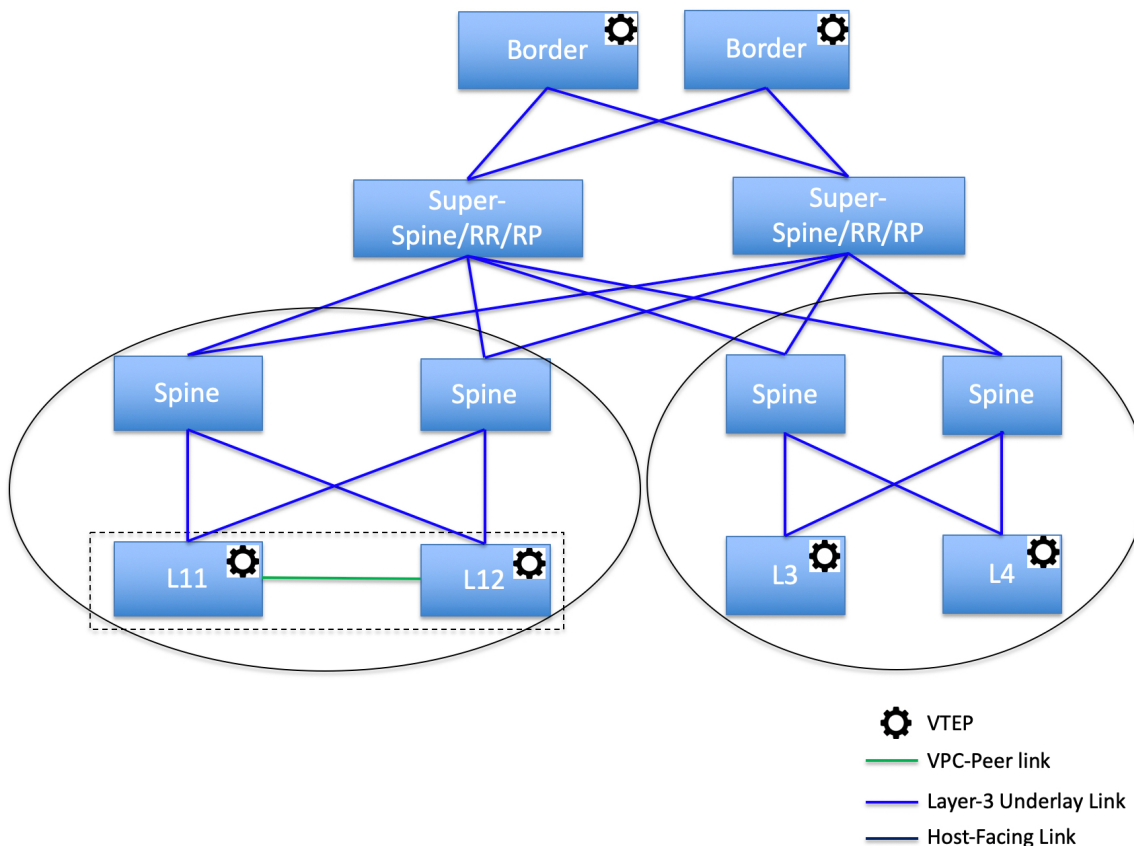 Border
Border
Super-
Spine/RR/RP
Super-
Spine/RR/RP
Spine
Spine
Spine
Spine
L11
L12
L3
L4
VTEP
VPC-Peer link
Layer-3 Underlay Link
Host-Facing Link